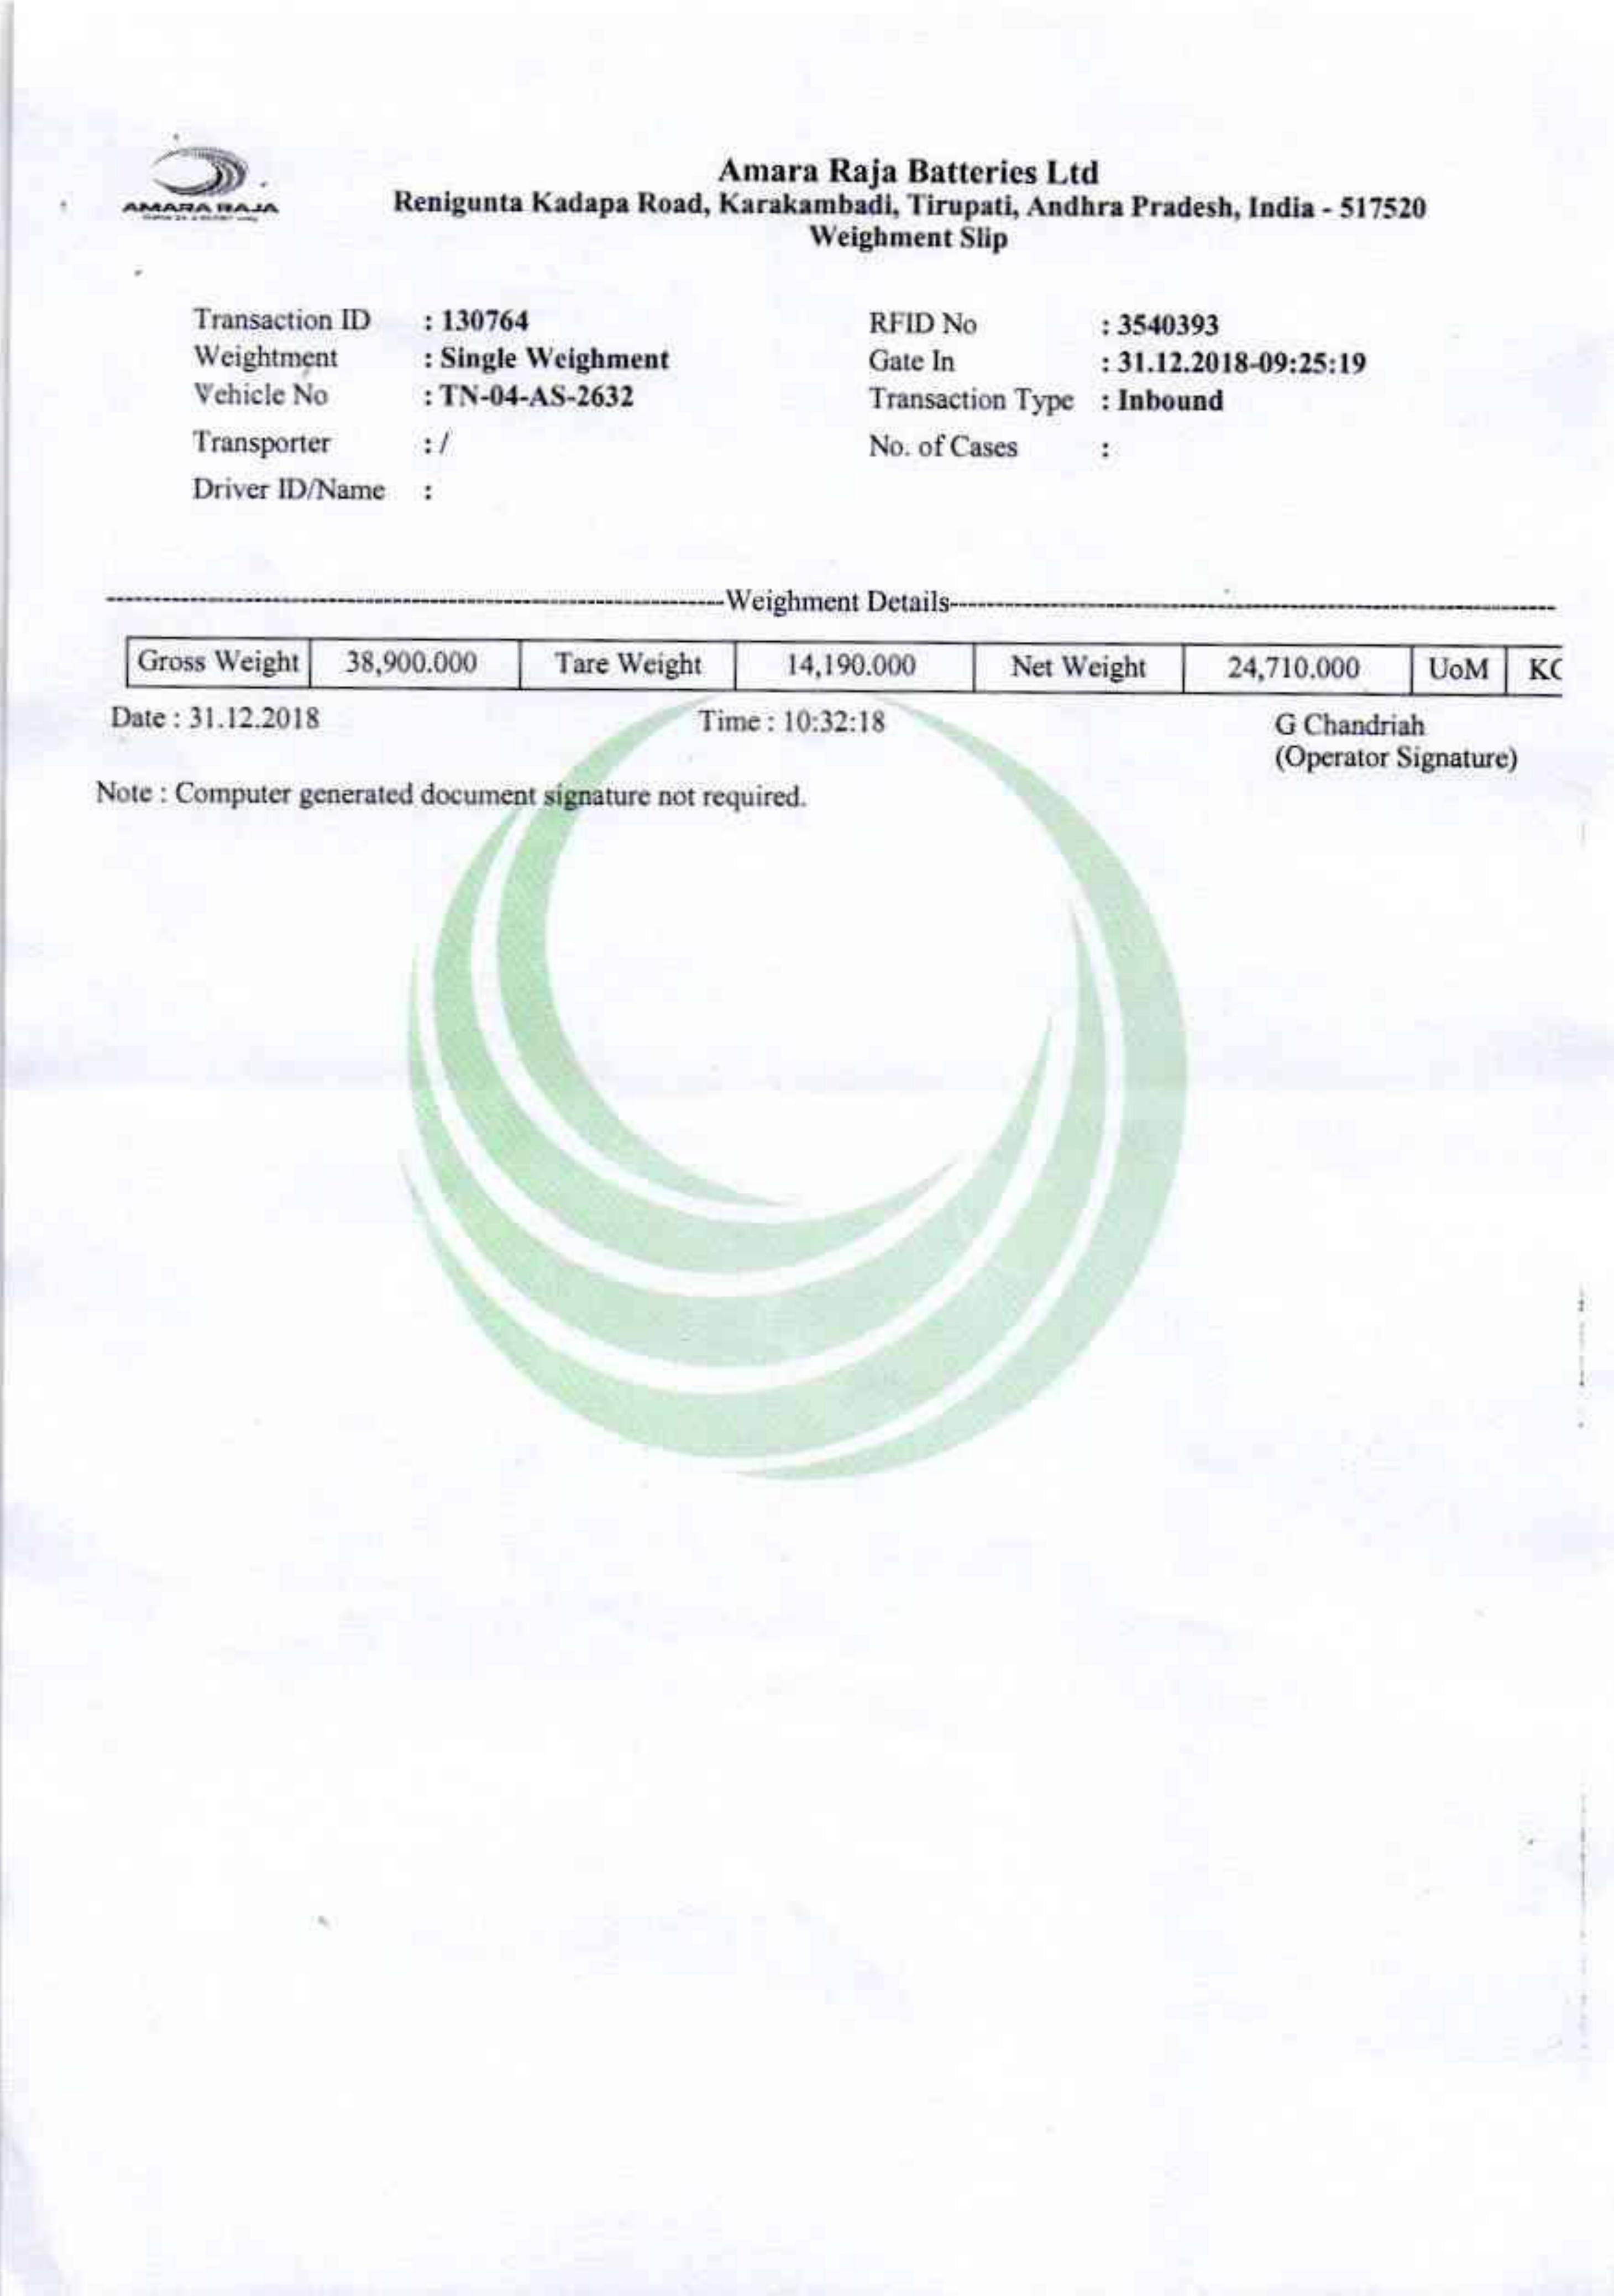 AMARA RAJA
Amara Raja Batteries Ltd
Renigunta Kadapa Road, Karakambadi, Tirupati, Andhra Pradesh, India - 517520
Weighment Slip
Transaction ID : 130764 RFID No : 3540393
Weightment : Single Weighment Gate In : 31.12.2018-09:25:19
Vehicle No : TN-04-AS-2632 Transaction Type : Inbound
Transporter : / No. of Cases :
Driver ID/Name :
Weighment Details
Gross Weight 38,900.000 Tare Weight 14,190.000 Net Weight 24,710.000 UoM
Date : 31.12.2018 Time : 10:32:18 G Chandriah
(Operator Signature)
Note : Computer generated document signature not required.